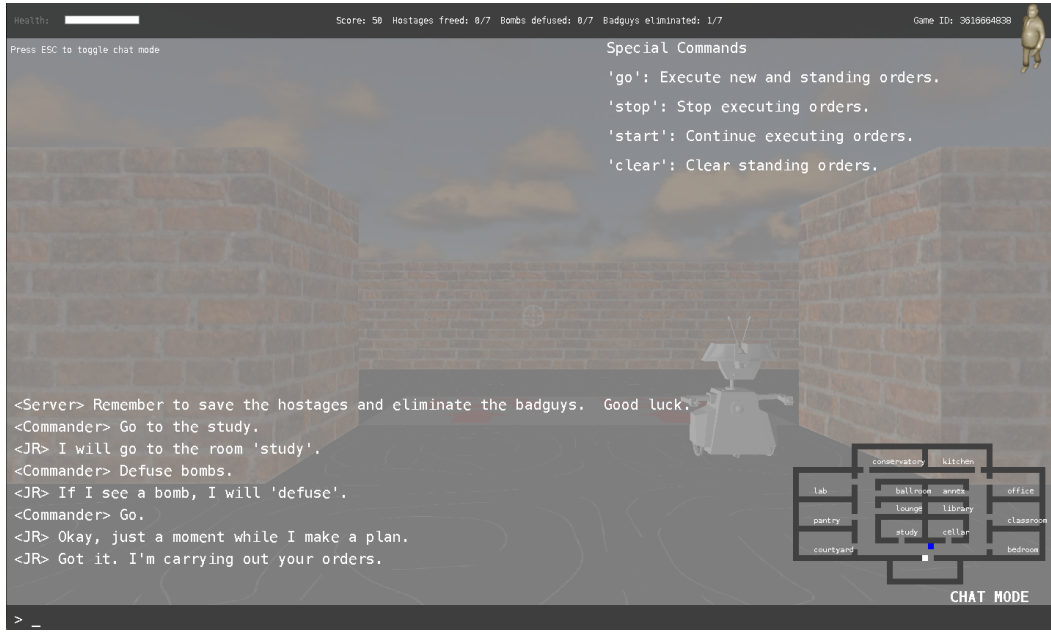 Health:
Score: 50 Hostages freed: 0/7 Bombs defused: 0/7 Badguys eliminated: 1/7
Game ID: 3616664838
Press ESC to toggle chat mode
Special Commands
'go': Execute new and standing orders.
'stop': Stop executing orders.
'start': Continue executing orders.
'clear': Clear standing orders.
<Server> Remember to save the hostages and eliminate the badguys. Good luck.
<Commander> Go to the study.
<JR> I will go to the room 'study'.
<Commander> Defuse bombs.
<JR> If I see a bomb, I will 'defuse'.
<Commander> Go.
<JR> Okay, just a moment while I make a plan.
<JR> Got it. I'm carrying out your orders.
conservatory kitchen
lab ballroom annex office
lounge library
pantry classroom
study cellar
courtyard bedroom
CHAT MODE
> _